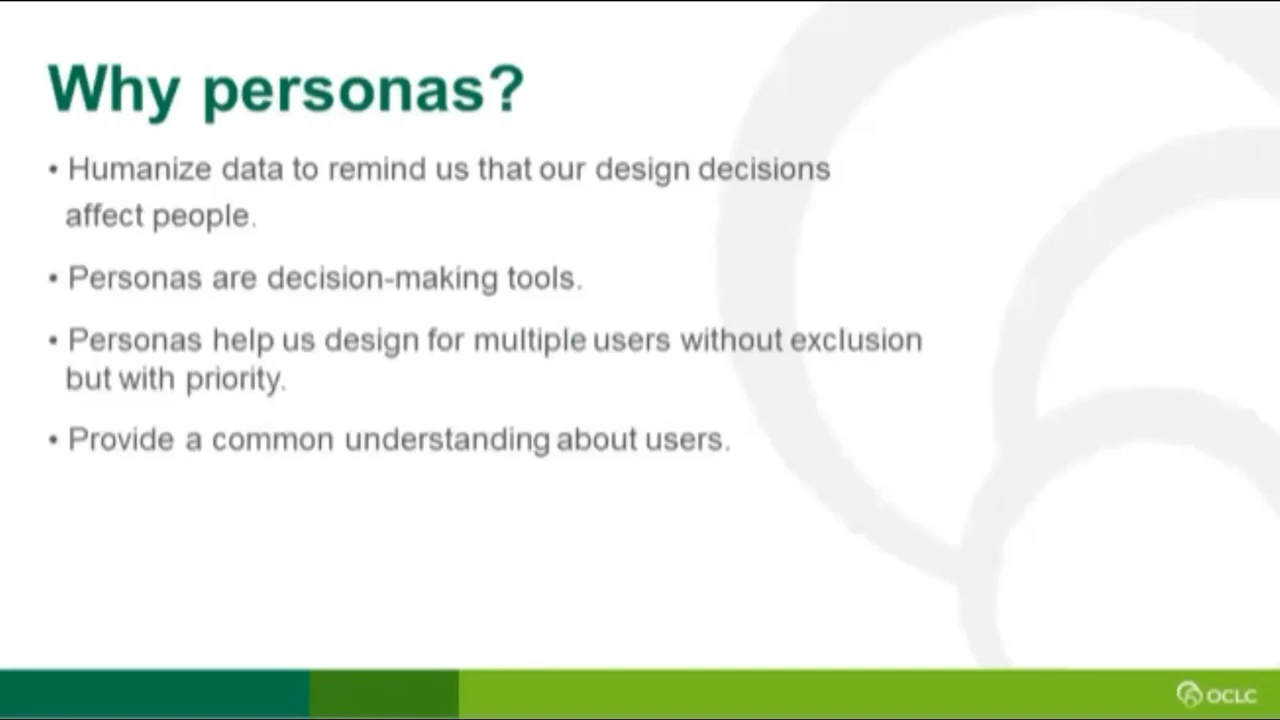 Why personas?
• Humanize data to remind us that our design decisions
affect people.
• Personas are decision-making tools.
• Personas help us design for multiple users without exclusion
but with priority.
• Provide a common understanding about users.
OCLC